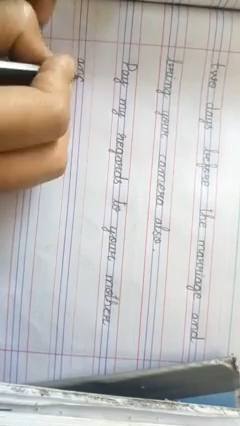 two days before the marriage and
bring your camera also.
Pay my regards to your mother
and